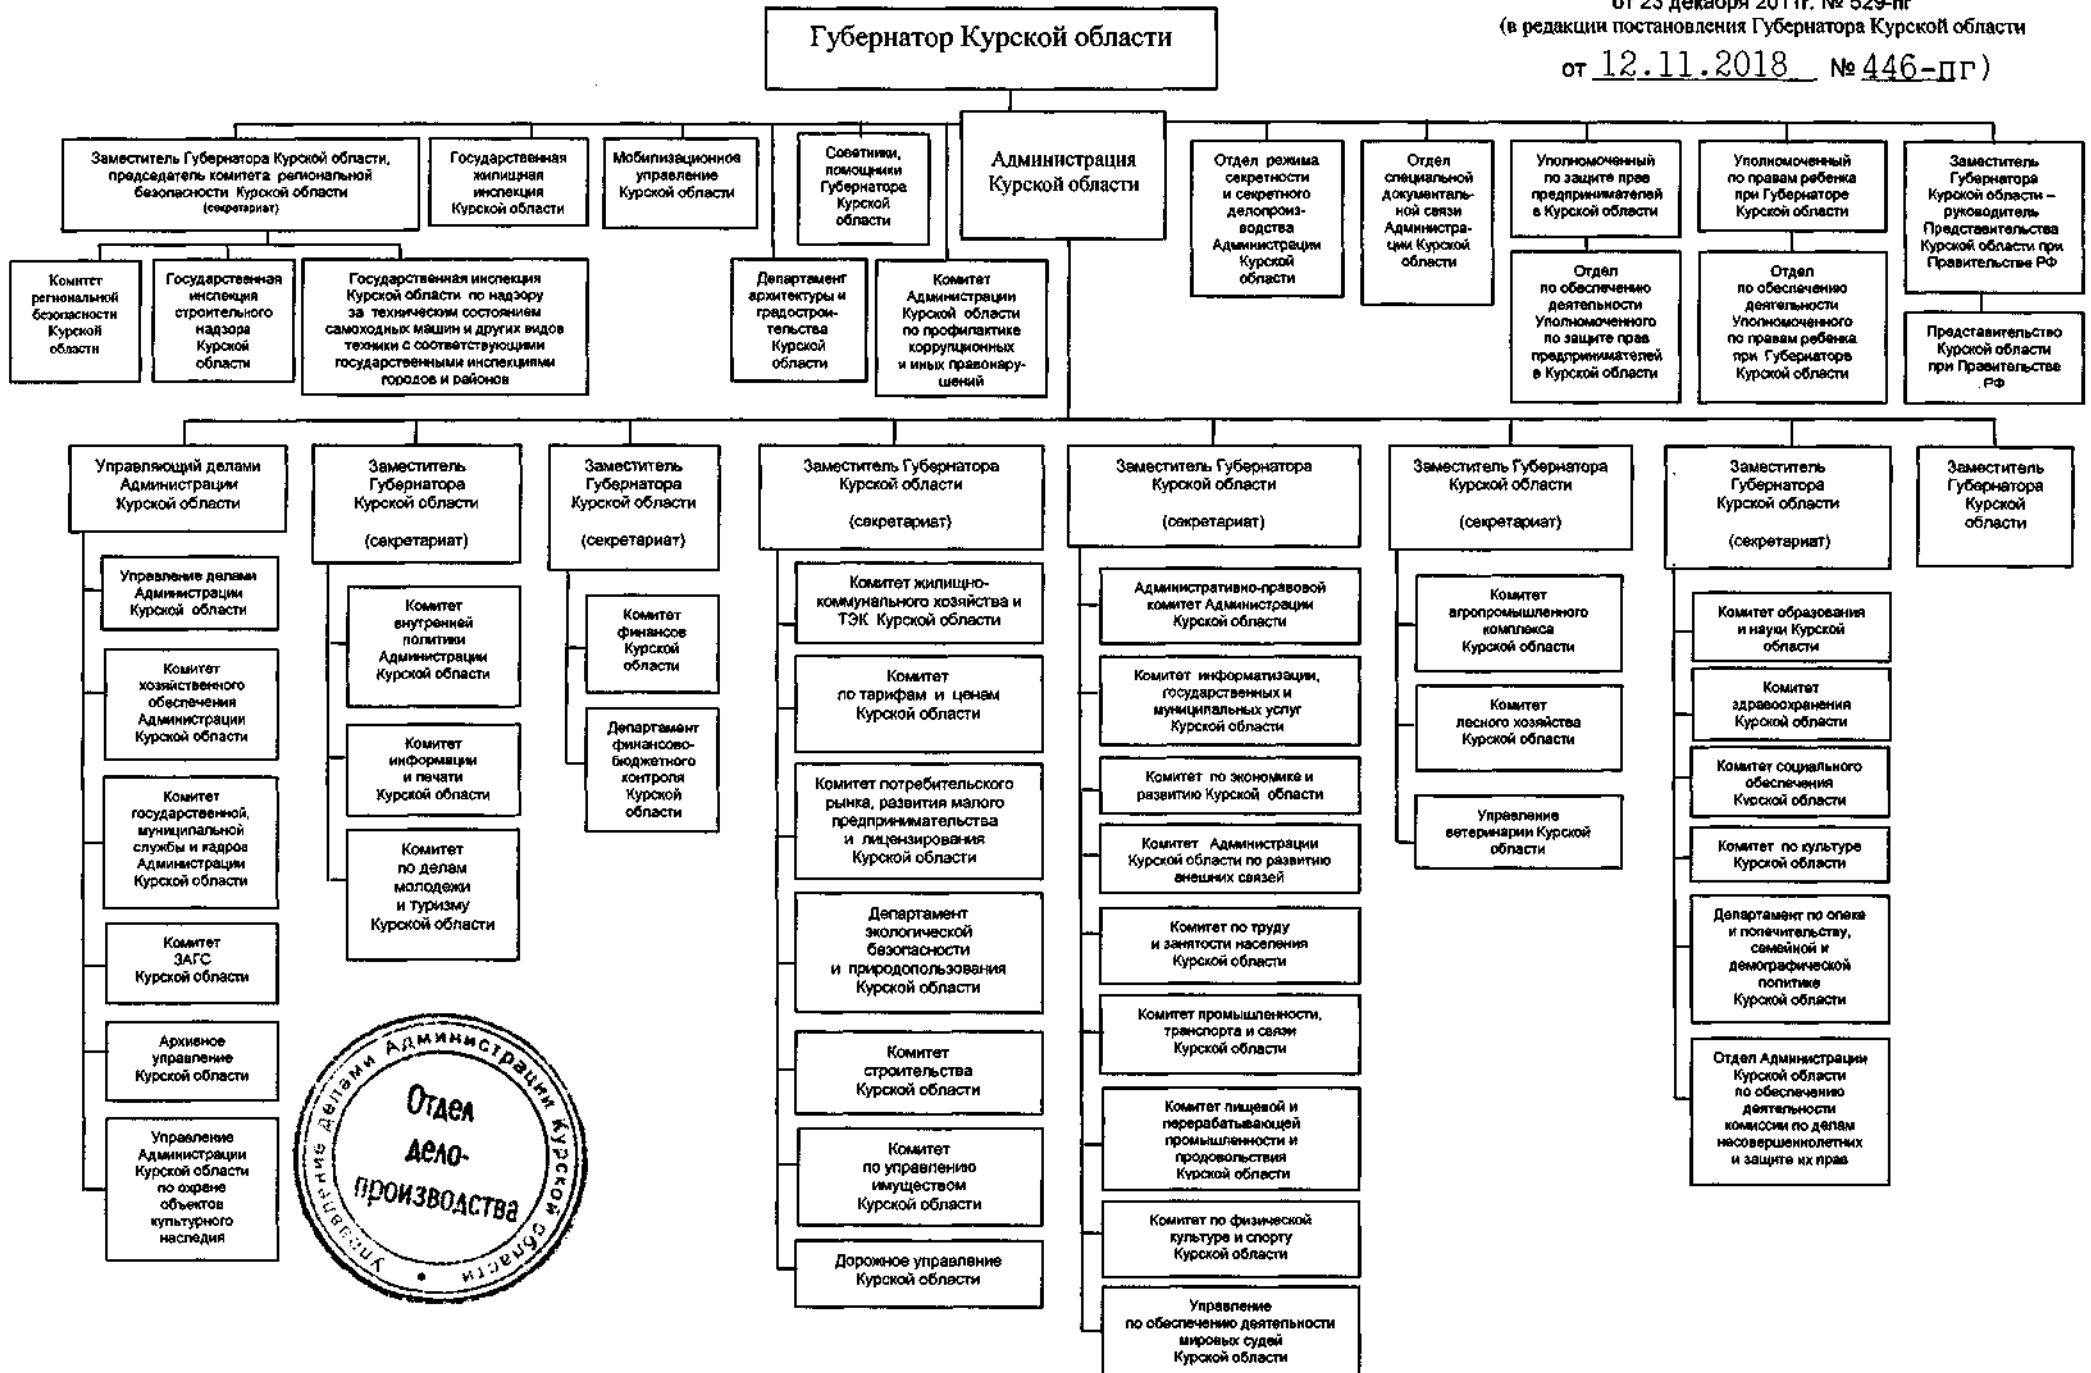 от 23 декабря 2011г. № 529-пг
(в редакции постановления Губернатора Курской области
от 12.11.2018 № 446-пг)
Губернатор Курской области
Администрация
Курской области
Заместитель Губернатора Курской области,
председатель комитета региональной
безопасности Курской области
(секретариат)
Государственная
жилищная
инспекция
Курской области
Мобилизационное
управление
Курской области
Советники,
помощники
Губернатора
Курской
области
Отдел режима
секретности
и секретного
делопроиз-
водства
Администрации
Курской
области
Отдел
специальной
документаль-
ной связи
Администра-
ции Курской
области
Уполномоченный
по защите прав
предпринимателей
в Курской области
Уполномоченный
по правам ребенка
при Губернаторе
Курской области
Заместитель
Губернатора
Курской области –
руководитель
Представительства
Курской области при
Правительстве РФ
Комитет
региональной
безопасности
Курской
области
Государственная
инспекция
строительного
надзора
Курской
области
Государственная инспекция
Курской области по надзору
за техническим состоянием
самоходных машин и других видов
техники с соответствующими
государственными инспекциями
городов и районов
Департамент
архитектуры и
градострои-
тельства
Курской
области
Комитет
Администрации
Курской области
по профилактике
коррупционных
и иных правонару-
шений
Отдел
по обеспечению
деятельности
Уполномоченного
по защите прав
предпринимателей
в Курской области
Отдел
по обеспечению
деятельности
Уполномоченного
по правам ребенка
при Губернаторе
Курской области
Представительство
Курской области
при Правительстве
РФ
Управляющий делами
Администрации
Курской области
Управление делами
Администрации
Курской области
Комитет
хозяйственного
обеспечения
Администрации
Курской области
Комитет
государственной,
муниципальной
службы и кадров
Администрации
Курской области
Комитет
ЗАГС
Курской области
Архивное
управление
Курской области
Управление
Администрации
Курской области
по охране
объектов
культурного
наследия
Заместитель
Губернатора
Курской области
(секретариат)
Комитет
внутренней
политики
Администрации
Курской области
Комитет
информации
и печати
Курской области
Комитет
по делам
молодежи
и туризму
Курской области
Заместитель
Губернатора
Курской области
(секретариат)
Комитет
финансов
Курской
области
Департамент
финансово-
бюджетного
контроля
Курской
области
Заместитель Губернатора
Курской области
(секретариат)
Комитет жилищно-
коммунального хозяйства и
ТЭК Курской области
Комитет
по тарифам и ценам
Курской области
Комитет потребительского
рынка, развития малого
предпринимательства
и лицензирования
Курской области
Департамент
экологической
безопасности
и природопользования
Курской области
Комитет
строительства
Курской области
Комитет
по управлению
имуществом
Курской области
Дорожное управление
Курской области
Заместитель Губернатора
Курской области
(секретариат)
Административно-правовой
комитет Администрации
Курской области
Комитет информатизации,
государственных и
муниципальных услуг
Курской области
Комитет по экономике и
развитию Курской области
Комитет Администрации
Курской области по развитию
внешних связей
Комитет по труду
и занятости населения
Курской области
Комитет промышленности,
транспорта и связи
Курской области
Комитет пищевой и
перерабатывающей
промышленности и
продовольствия
Курской области
Комитет по физической
культуре и спорту
Курской области
Управление
по обеспечению деятельности
мировых судей
Курской области
Заместитель Губернатора
Курской области
(секретариат)
Комитет
агропромышленного
комплекса
Курской области
Комитет
лесного хозяйства
Курской области
Управление
ветеринарии Курской
области
Заместитель
Губернатора
Курской области
(секретариат)
Комитет образования
и науки Курской
области
Комитет
здравоохранения
Курской области
Комитет социального
обеспечения
Курской области
Комитет по культуре
Курской области
Департамент по опеке
и попечительству,
семейной и
демографической
политике
Курской области
Отдел Администрации
Курской области
по обеспечению
деятельности
комиссии по делам
несовершеннолетних
и защите их прав
Заместитель
Губернатора
Курской
области
Управление делами Администрации Курской области
Отдел
дело-
производства